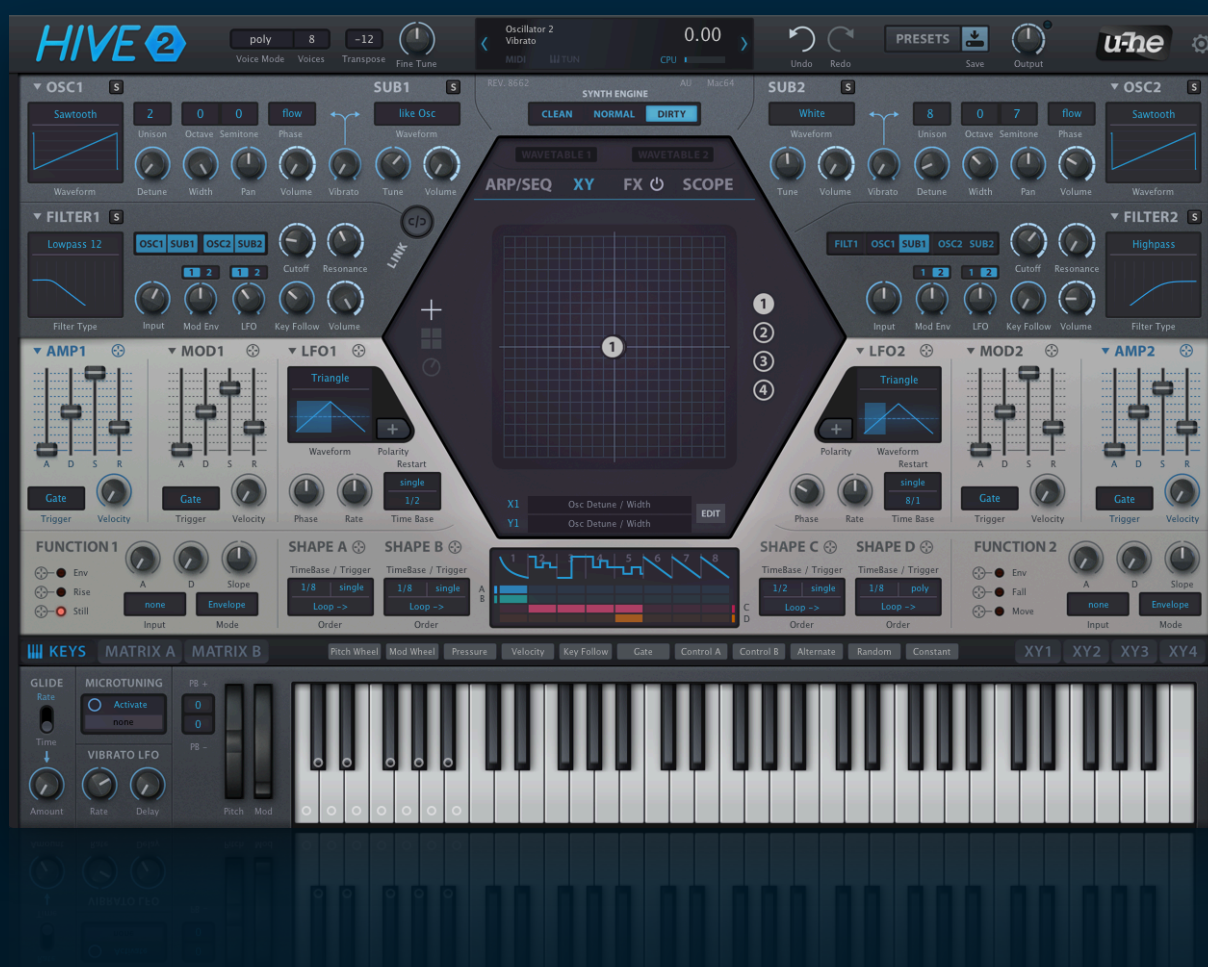 HIVE 2
poly 8 -12
Voice Mode Voices Transpose Fine Tune
Oscillator 2 0.00
Vibrato
MIDI TUN CPU
Undo Redo
PRESETS
Save Output
u-he
OSC1 S SUB1 S
Sawtooth 2 0 0 flow like Osc
Unison Octave Semitone Phase Waveform
Waveform Detune Width Pan Volume Vibrato Tune Volume
REV. 8662 AU Mac64
SYNTH ENGINE
CLEAN NORMAL DIRTY
SUB2 S OSC2 S
White 8 0 7 flow Sawtooth
Waveform Unison Octave Semitone Phase
Tune Volume Vibrato Detune Width Pan Volume Waveform
WAVETABLE 1 WAVETABLE 2
ARP/SEQ XY FX SCOPE
FILTER1 S
Lowpass 12 OSC1 SUB1 OSC2 SUB2
Cutoff Resonance
1 2 1 2
Filter Type Input Mod Env LFO Key Follow Volume
LINK
FILTER2 S
FILT1 OSC1 SUB1 OSC2 SUB2 Highpass
Cutoff Resonance
1 2 1 2
Input Mod Env LFO Key Follow Volume Filter Type
1
1
2
3
4
AMP1 MOD1 LFO1
Triangle
Waveform Polarity
A D S R A D S R
Restart
single
1/2
Gate Gate
Trigger Velocity Trigger Velocity Phase Rate Time Base
LFO2 MOD2 AMP2
Triangle
Polarity Waveform
Restart
A D S R A D S R
single
8/1
Gate Gate
Phase Rate Time Base Trigger Velocity Trigger Velocity
X1 Osc Detune / Width
Y1 Osc Detune / Width
EDIT
FUNCTION 1
Env
Rise
Still
A D Slope
none Envelope
Input Mode
SHAPE A SHAPE B
TimeBase / Trigger TimeBase / Trigger
1/8 single 1/8 single
Loop -> Loop ->
Order Order
1 2 3 4 5 6 7 8
A
B
C
D
SHAPE C SHAPE D
TimeBase / Trigger TimeBase / Trigger
1/2 single 1/8 poly
Loop -> Loop ->
Order Order
FUNCTION 2
Env
Fall
Move
A D Slope
none Envelope
Input Mode
KEYS MATRIX A MATRIX B
Pitch Wheel Mod Wheel Pressure Velocity Key Follow Gate Control A Control B Alternate Random Constant
XY1 XY2 XY3 XY4
GLIDE
Rate
Time
Amount
MICROTUNING
Activate
none
VIBRATO LFO
Rate Delay
PB +
0
0
PB -
Pitch Mod